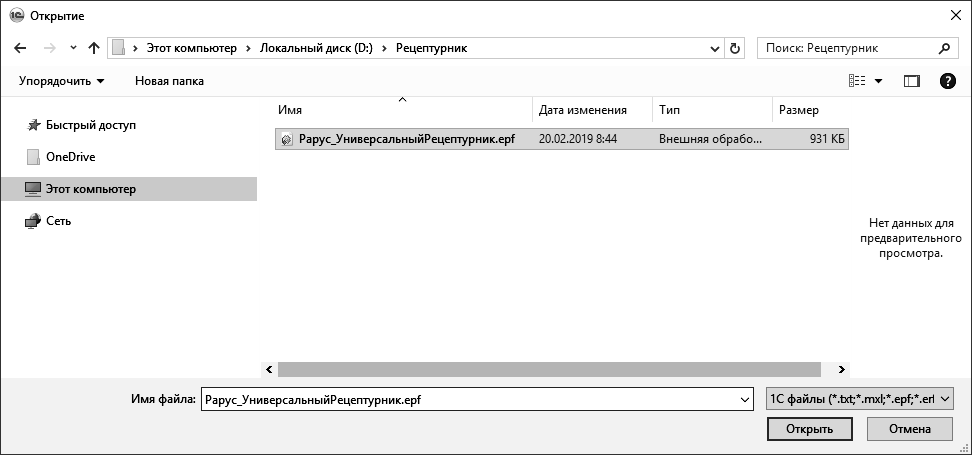 1С Открытие
Этот компьютер > Локальный диск (D:) > Рецептурник
Поиск: Рецептурник
Упорядочить Новая папка
Имя Дата изменения Тип Размер
Быстрый доступ
OneDrive
Этот компьютер
Сеть
Рарус_УниверсальныйРецептурник.epf 20.02.2019 8:44 Внешняя обрабо... 931 КБ
Нет данных для
предварительного
просмотра.
Имя файла: Рарус_УниверсальныйРецептурник.epf 1С файлы (*.txt;*.mxl;*.epf;*.erf
Открыть Отмена